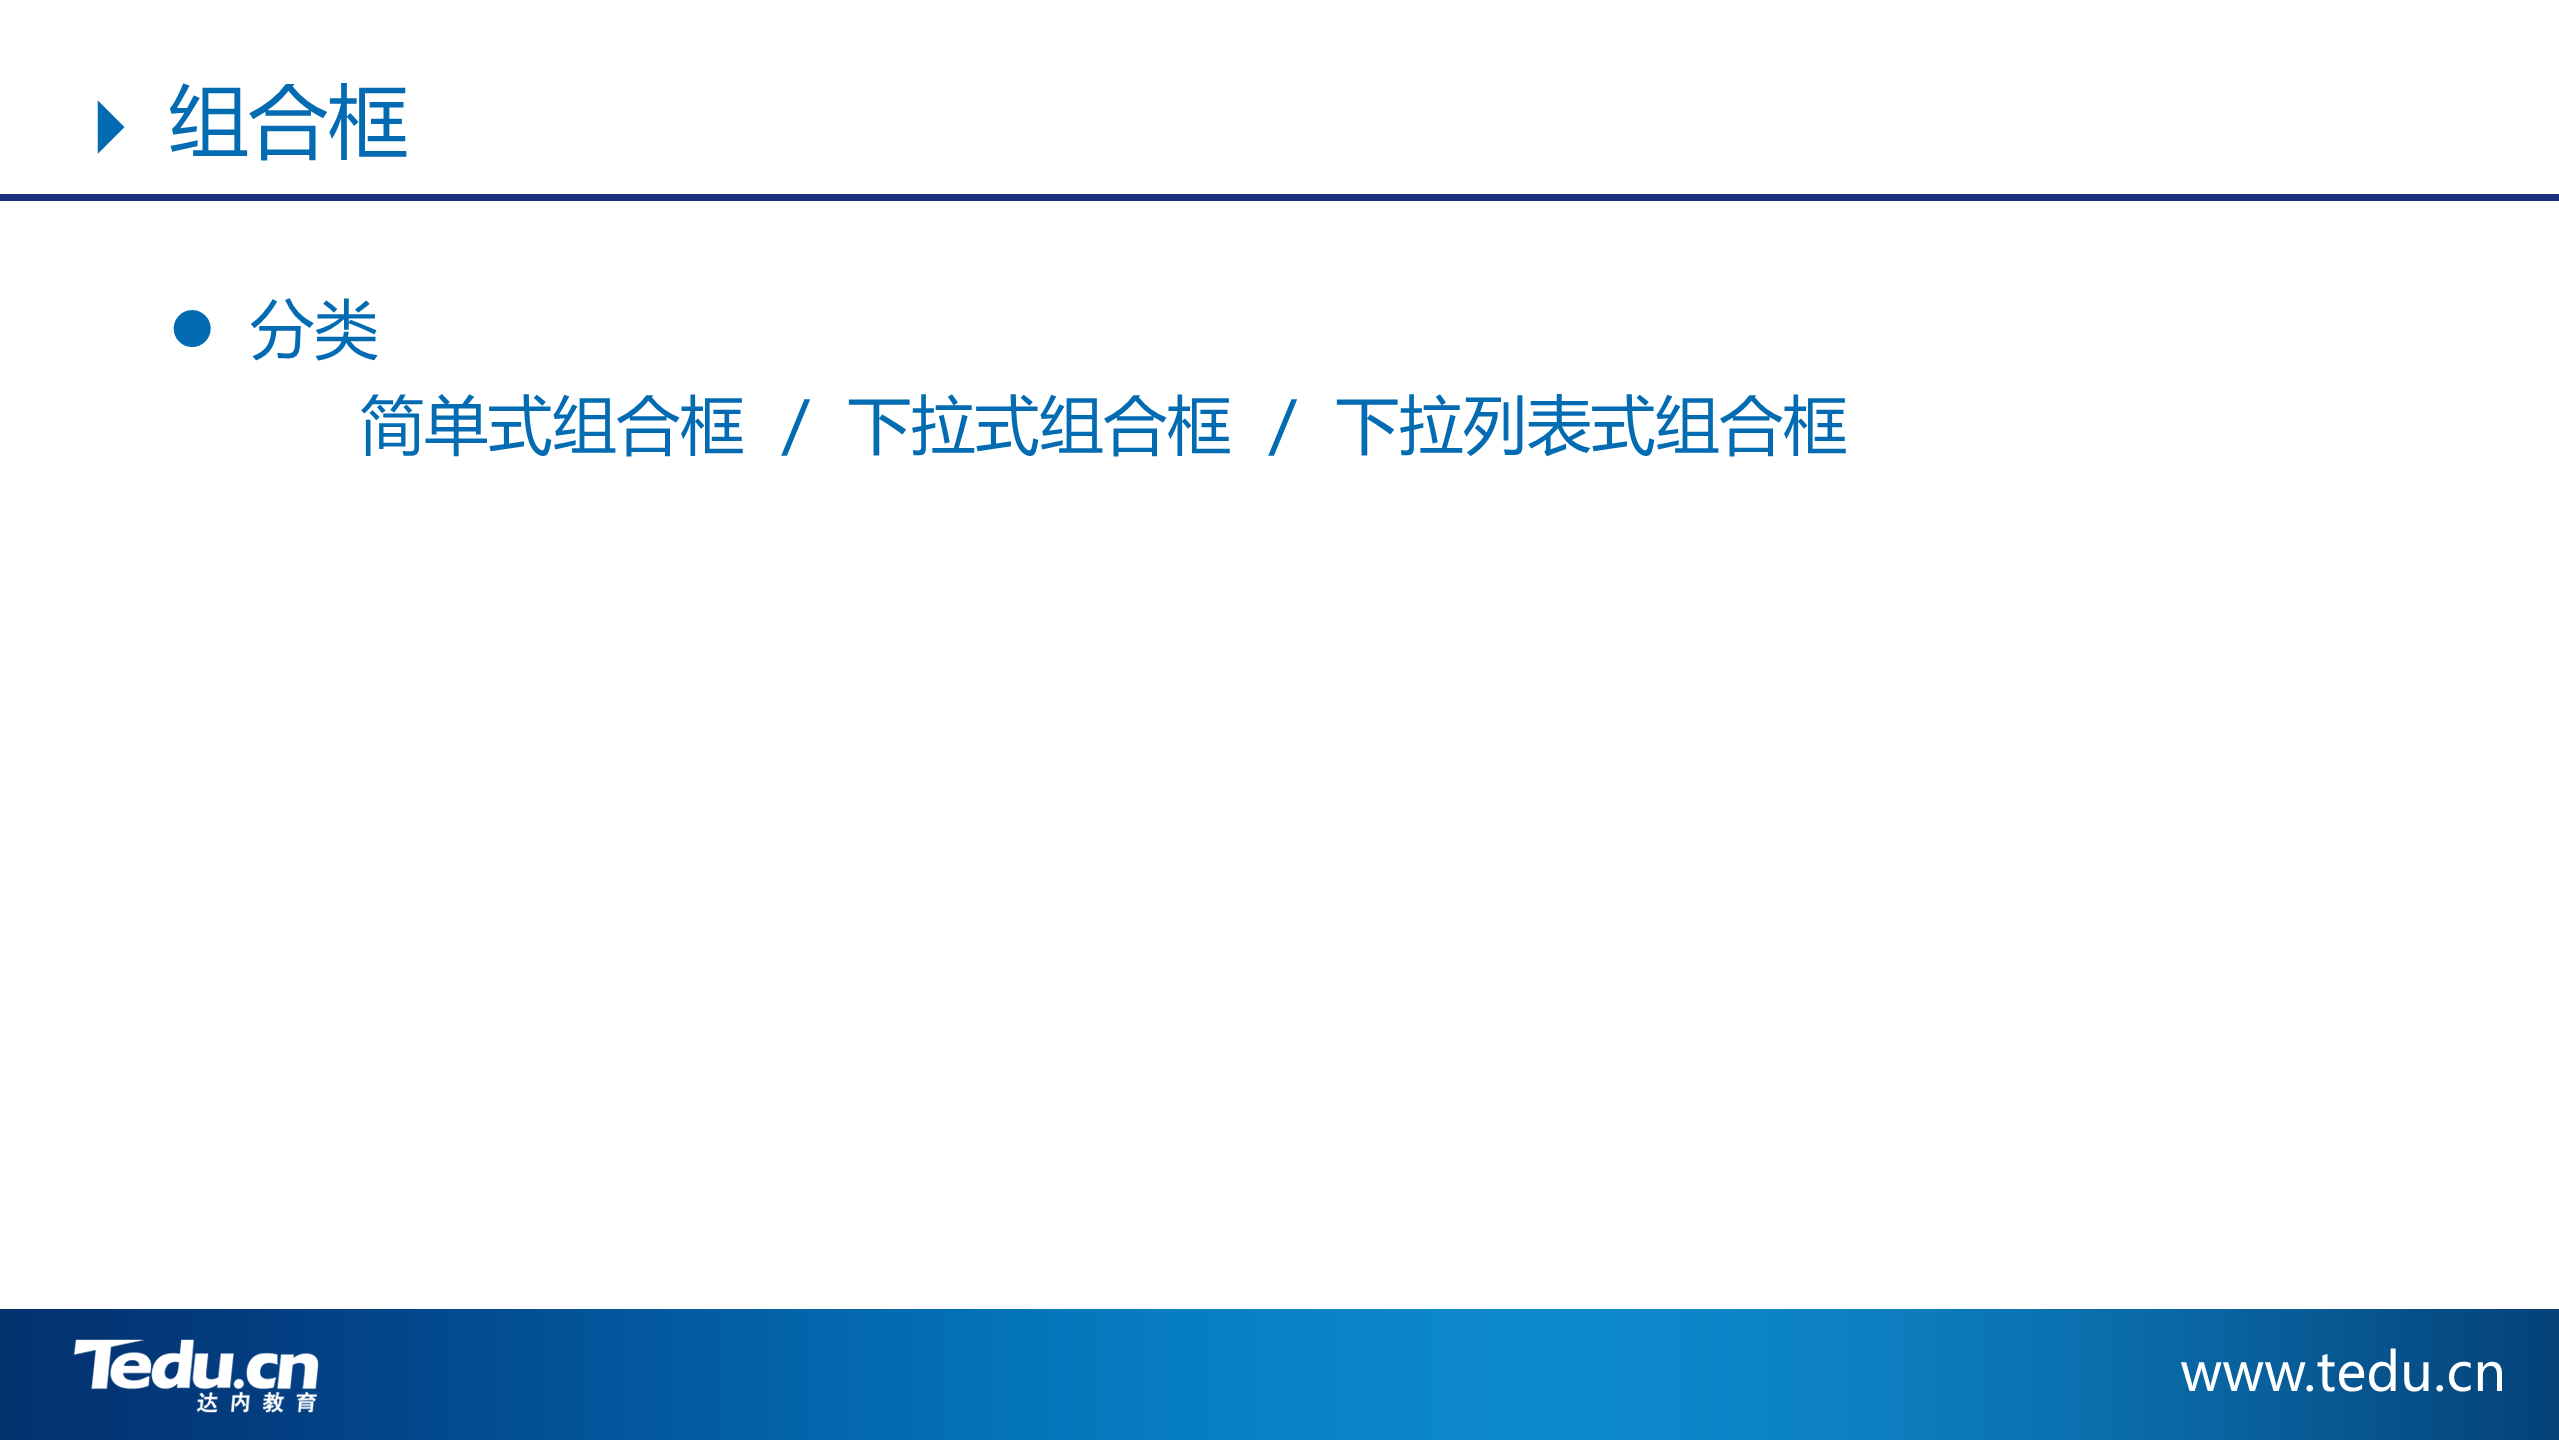 组合框
分类
简单式组合框 / 下拉式组合框 / 下拉列表式组合框
Tedu.cn
达内教育
www.tedu.cn